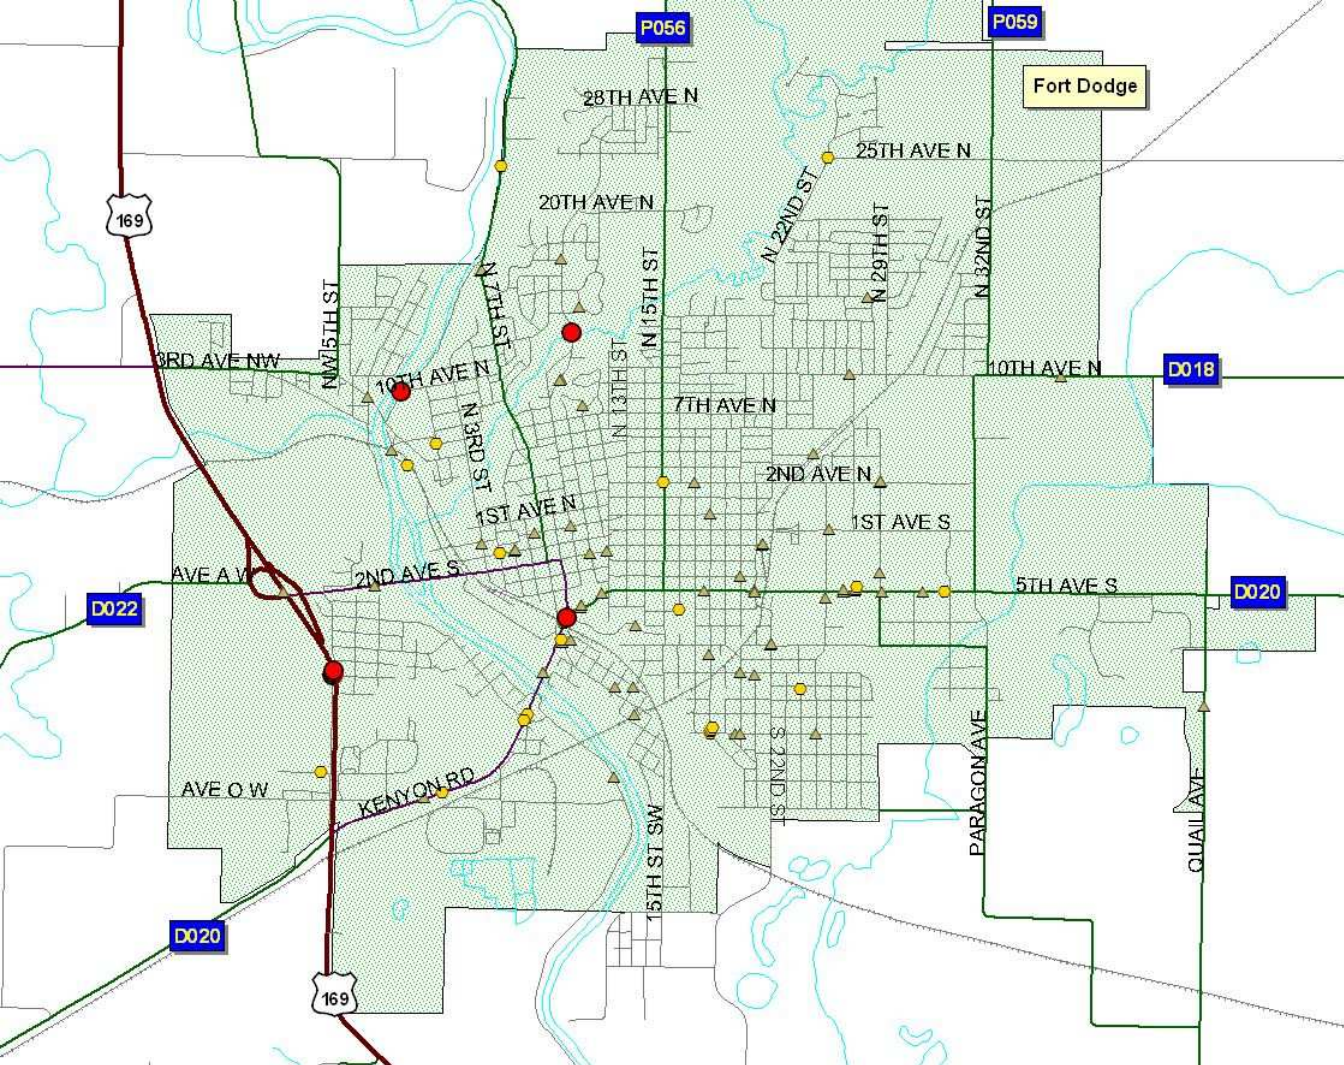 P056
P059
Fort Dodge
28TH AVE N
25TH AVE N
169
20TH AVE N
N 22ND ST
N 29TH ST
N 32ND ST
N 7TH ST
N 15TH ST
NW 5TH ST
3RD AVE NW
10TH AVE N
10TH AVE N
D018
N 13TH ST
7TH AVE N
N 3RD ST
2ND AVE N
1ST AVE N
1ST AVE S
AVE A W
2ND AVE S
5TH AVE S
D020
D022
S 22ND ST
PARAGON AVE
QUAIL AVE
AVE O W
KENYON RD
15TH ST SW
D020
169